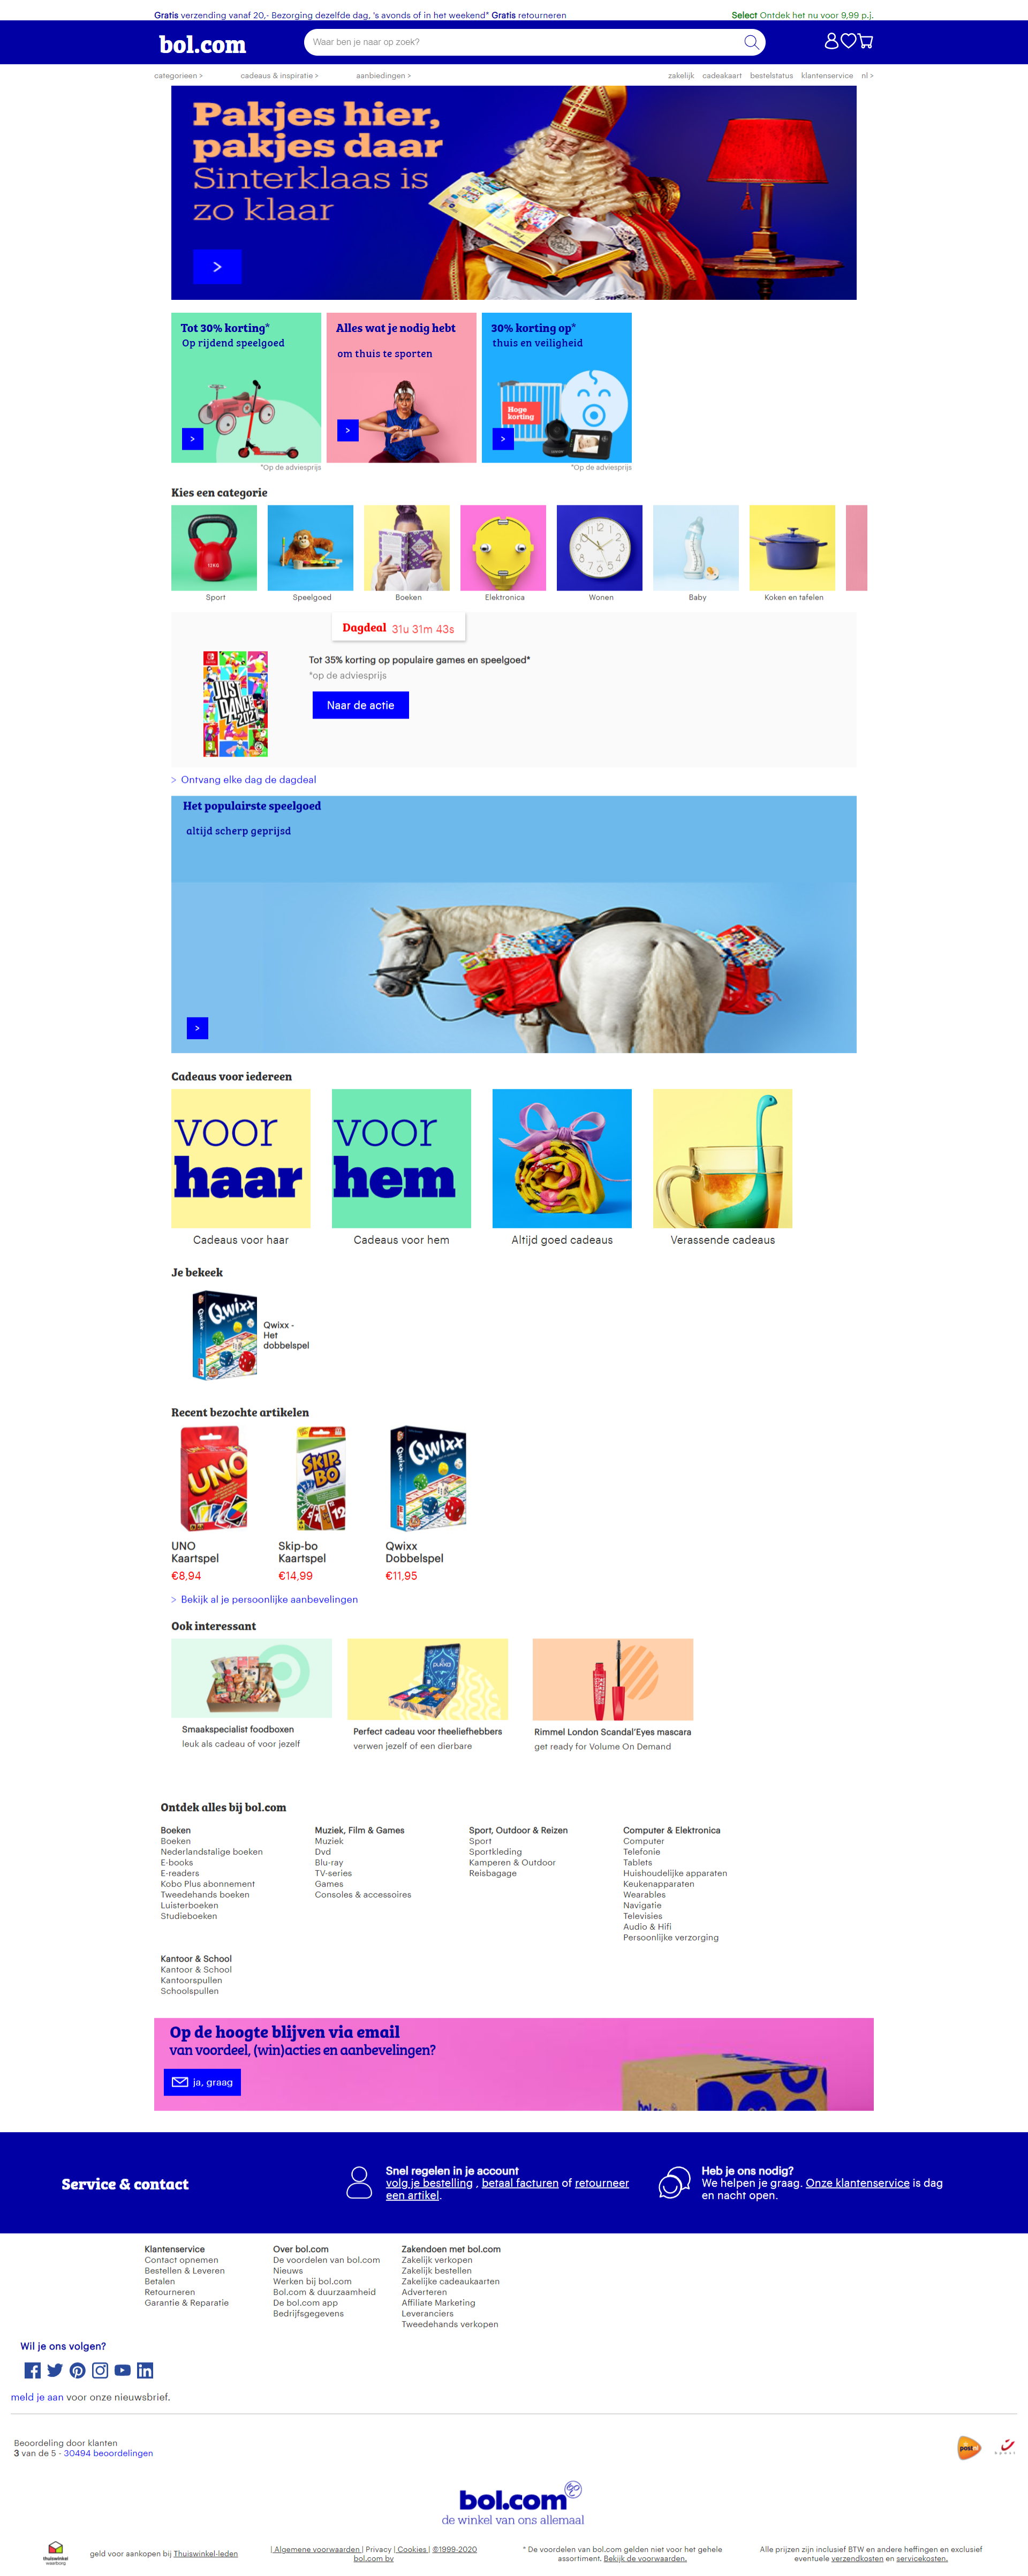 Gratis verzending vanaf 20,- Bezorging dezelfde dag, 's avonds of in het weekend* Gratis retourneren
Select Ontdek het nu voor 9,99 p.j.
bol.com
Waar ben je naar op zoek?
categorieen >
cadeaus & inspiratie >
aanbiedingen >
zakelijk cadeakaart bestelstatus klantenservice nl >
Pakjes hier,
pakjes daar
Sinterklaas is
zo klaar
>
Tot 30% korting*
Op rijdend speelgoed
>
*Op de adviesprijs
Alles wat je nodig hebt
om thuis te sporten
>
30% korting op*
thuis en veiligheid
Hoge
korting
>
*Op de adviesprijs
Kies een categorie
12KG
Sport
Speelgoed
Boeken
Elektronica
Wonen
Baby
Koken en tafelen
Dagdeal 31u 31m 43s
JUST
DANCE
2021
Tot 35% korting op populaire games en speelgoed*
*op de adviesprijs
Naar de actie
> Ontvang elke dag de dagdeal
Het populairste speelgoed
altijd scherp geprijsd
>
Cadeaus voor iedereen
voor
haar
Cadeaus voor haar
voor
hem
Cadeaus voor hem
Altijd goed cadeaus
Verassende cadeaus
Je bekeek
Qwixx
Qwixx -
Het
dobbelspel
Recent bezochte artikelen
UNO
SKIP-BO
Qwixx
UNO
Kaartspel
€8,94
Skip-bo
Kaartspel
€14,99
Qwixx
Dobbelspel
€11,95
> Bekijk al je persoonlijke aanbevelingen
Ook interessant
pukka
Smaakspecialist foodboxen
leuk als cadeau of voor jezelf
Perfect cadeau voor theeliefhebbers
verwen jezelf of een dierbare
Rimmel London Scandal'Eyes mascara
get ready for Volume On Demand
Ontdek alles bij bol.com
Boeken
Boeken
Nederlandstalige boeken
E-books
E-readers
Kobo Plus abonnement
Tweedehands boeken
Luisterboeken
Studieboeken
Muziek, Film & Games
Muziek
Dvd
Blu-ray
TV-series
Games
Consoles & accessoires
Sport, Outdoor & Reizen
Sport
Sportkleding
Kamperen & Outdoor
Reisbagage
Computer & Elektronica
Computer
Telefonie
Tablets
Huishoudelijke apparaten
Keukenapparaten
Wearables
Navigatie
Televisies
Audio & Hifi
Persoonlijke verzorging
Kantoor & School
Kantoor & School
Kantoorspullen
Schoolspullen
Op de hoogte blijven via email
van voordeel, (win)acties en aanbevelingen?
ja, graag
Service & contact
Snel regelen in je account
volg je bestelling , betaal facturen of retourneer
een artikel.
Heb je ons nodig?
We helpen je graag. Onze klantenservice is dag
en nacht open.
Klantenservice
Contact opnemen
Bestellen & Leveren
Betalen
Retourneren
Garantie & Reparatie
Over bol.com
De voordelen van bol.com
Nieuws
Werken bij bol.com
Bol.com & duurzaamheid
De bol.com app
Bedrijfsgegevens
Zakendoen met bol.com
Zakelijk verkopen
Zakelijk bestellen
Zakelijke cadeaukaarten
Adverteren
Affiliate Marketing
Leveranciers
Tweedehands verkopen
Wil je ons volgen?
meld je aan voor onze nieuwsbrief.
Beoordeling door klanten
3 van de 5 - 30494 beoordelingen
postnl
bpost
bol.com
de winkel van ons allemaal
thuiswinkel
waarborg
geld voor aankopen bij Thuiswinkel-leden
| Algemene voorwaarden | Privacy | Cookies | ©1999-2020
bol.com bv
* De voordelen van bol.com gelden niet voor het gehele
assortiment. Bekijk de voorwaarden.
Alle prijzen zijn inclusief BTW en andere heffingen en exclusief
eventuele verzendkosten en servicekosten.